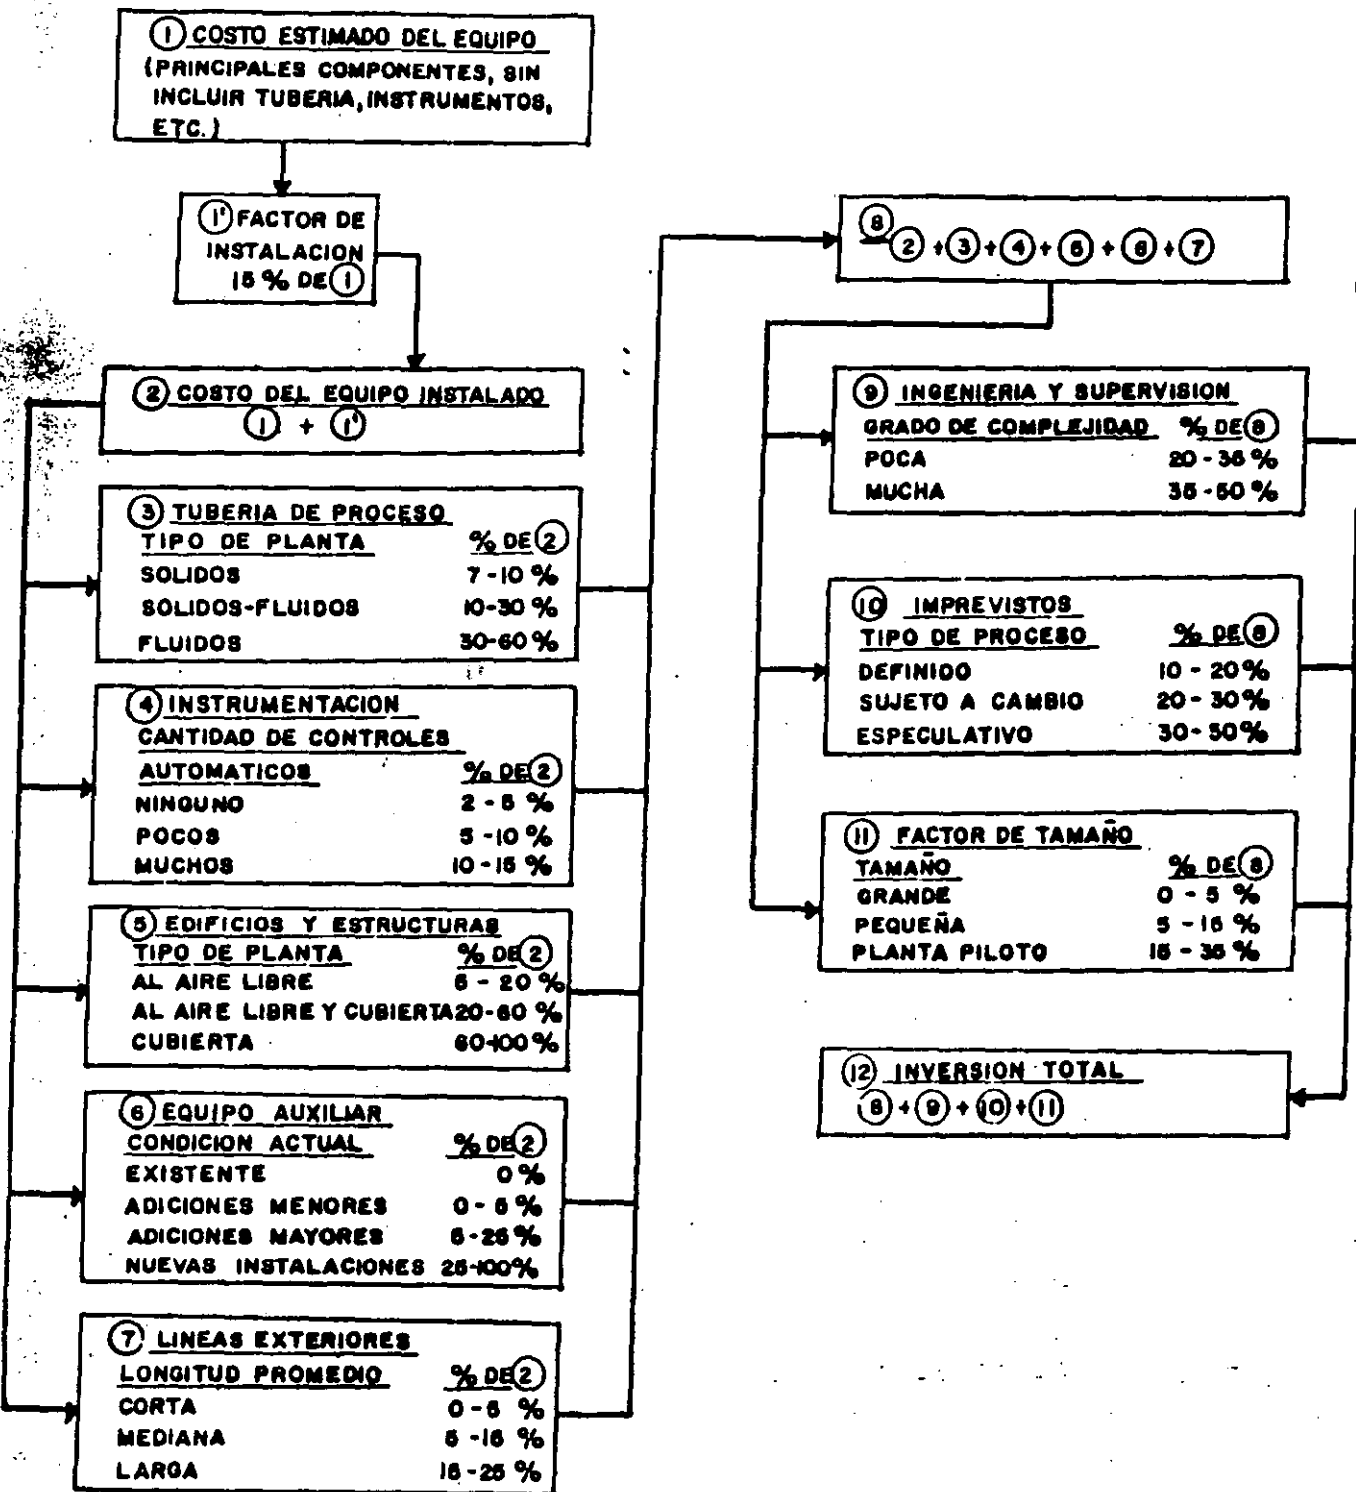 1 COSTO ESTIMADO DEL EQUIPO
(PRINCIPALES COMPONENTES, SIN
INCLUIR TUBERIA, INSTRUMENTOS,
ETC.)
1' FACTOR DE
INSTALACION
15 % DE 1
2 COSTO DEL EQUIPO INSTALADO
1 + 1'
3 TUBERIA DE PROCESO
TIPO DE PLANTA % DE 2
SOLIDOS 7-10 %
SOLIDOS-FLUIDOS 10-30 %
FLUIDOS 30-60%
4 INSTRUMENTACION
CANTIDAD DE CONTROLES
AUTOMATICOS % DE 2
NINGUNO 2-5 %
POCOS 5-10 %
MUCHOS 10-15 %
5 EDIFICIOS Y ESTRUCTURAS
TIPO DE PLANTA % DE 2
AL AIRE LIBRE 5-20 %
AL AIRE LIBRE Y CUBIERTA 20-60 %
CUBIERTA 60-100%
6 EQUIPO AUXILIAR
CONDICION ACTUAL % DE 2
EXISTENTE 0 %
ADICIONES MENORES 0-5 %
ADICIONES MAYORES 5-25 %
NUEVAS INSTALACIONES 25-100%
7 LINEAS EXTERIORES
LONGITUD PROMEDIO % DE 2
CORTA 0-5 %
MEDIANA 5-15 %
LARGA 15-25 %
8
2 + 3 + 4 + 5 + 6 + 7
9 INGENIERIA Y SUPERVISION
GRADO DE COMPLEJIDAD % DE 8
POCA 20-35 %
MUCHA 35-50 %
10 IMPREVISTOS
TIPO DE PROCESO % DE 8
DEFINIDO 10-20%
SUJETO A CAMBIO 20-30%
ESPECULATIVO 30-50%
11 FACTOR DE TAMAÑO
TAMAÑO % DE 8
GRANDE 0-5 %
PEQUEÑA 5-15 %
PLANTA PILOTO 15-35 %
12 INVERSION TOTAL
8 + 9 + 10 + 11